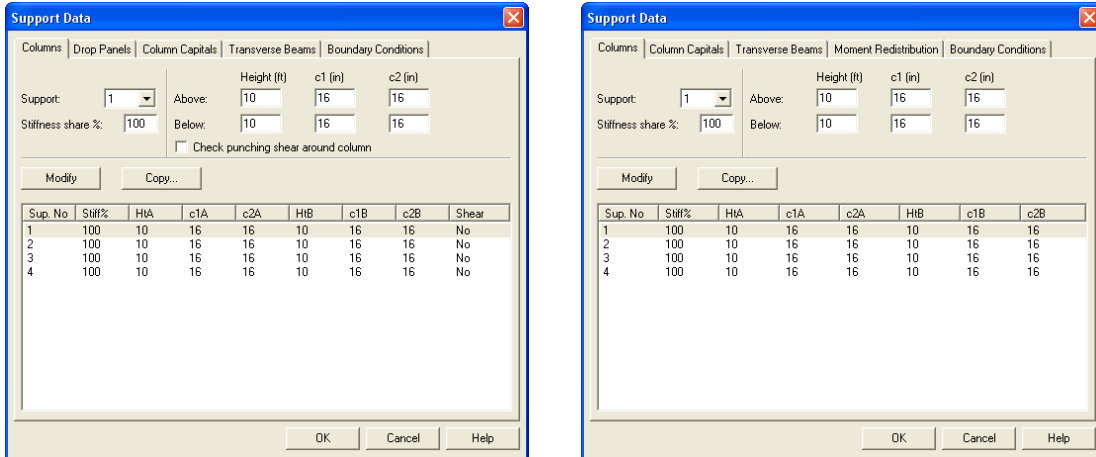 Support Data
Columns Drop Panels Column Capitals Transverse Beams Boundary Conditions
Height (ft) c1 (in) c2 (in)
Support: 1 Above: 10 16 16
Stiffness share %: 100 Below: 10 16 16
Check punching shear around column
Modify Copy...
Sup. No Stiff% HtA c1A c2A HtB c1B c2B Shear
1 100 10 16 16 10 16 16 No
2 100 10 16 16 10 16 16 No
3 100 10 16 16 10 16 16 No
4 100 10 16 16 10 16 16 No
OK Cancel Help
Support Data
Columns Column Capitals Transverse Beams Moment Redistribution Boundary Conditions
Height (ft) c1 (in) c2 (in)
Support: 1 Above: 10 16 16
Stiffness share %: 100 Below: 10 16 16
Modify Copy...
Sup. No Stiff% HtA c1A c2A HtB c1B c2B
1 100 10 16 16 10 16 16
2 100 10 16 16 10 16 16
3 100 10 16 16 10 16 16
4 100 10 16 16 10 16 16
OK Cancel Help